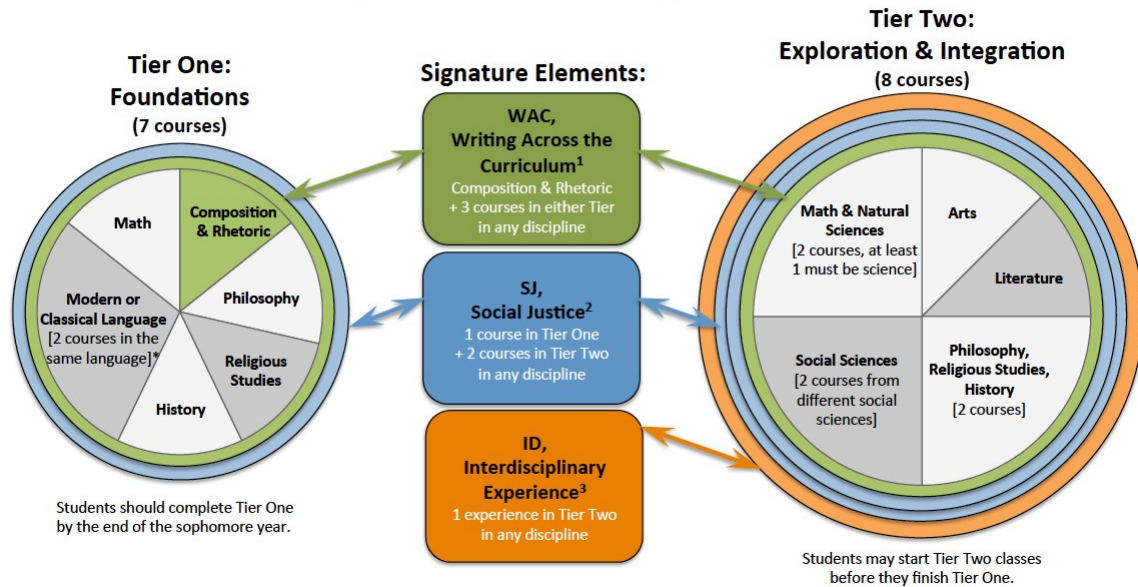 Tier One:
Foundations
(7 courses)
Math
Composition
& Rhetoric
Philosophy
Religious
Studies
History
Modern or
Classical Language
[2 courses in the
same language]*
Students should complete Tier One
by the end of the sophomore year.
Signature Elements:
WAC,
Writing Across the
Curriculum¹
Composition & Rhetoric
+ 3 courses in either Tier
in any discipline
SJ,
Social Justice²
1 course in Tier One
+ 2 courses in Tier Two
in any discipline
ID,
Interdisciplinary
Experience³
1 experience in Tier Two
in any discipline
Tier Two:
Exploration & Integration
(8 courses)
Math & Natural
Sciences
[2 courses, at least
1 must be science]
Arts
Literature
Philosophy,
Religious Studies,
History
[2 courses]
Social Sciences
[2 courses from
different social
sciences]
Students may start Tier Two classes
before they finish Tier One.